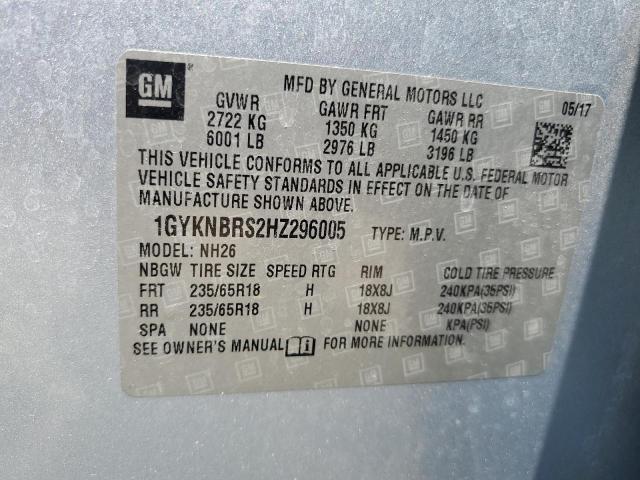 GM
MFD BY GENERAL MOTORS LLC
05/17
GVWR GAWR FRT GAWR RR
2722 KG 1350 KG 1450 KG
6001 LB 2976 LB 3196 LB
THIS VEHICLE CONFORMS TO ALL APPLICABLE U.S. FEDERAL MOTOR
VEHICLE SAFETY STANDARDS IN EFFECT ON THE DATE OF
MANUFACTURE SHOWN ABOVE.
1GYKNBRS2HZ296005 TYPE: M.P.V.
MODEL: NH26
NBGW TIRE SIZE SPEED RTG RIM COLD TIRE PRESSURE
FRT 235/65R18 H 18X8J 240KPA(35PSI)
RR 235/65R18 H 18X8J 240KPA(35PSI)
SPA NONE NONE KPA(PSI)
SEE OWNER'S MANUAL FOR MORE INFORMATION.